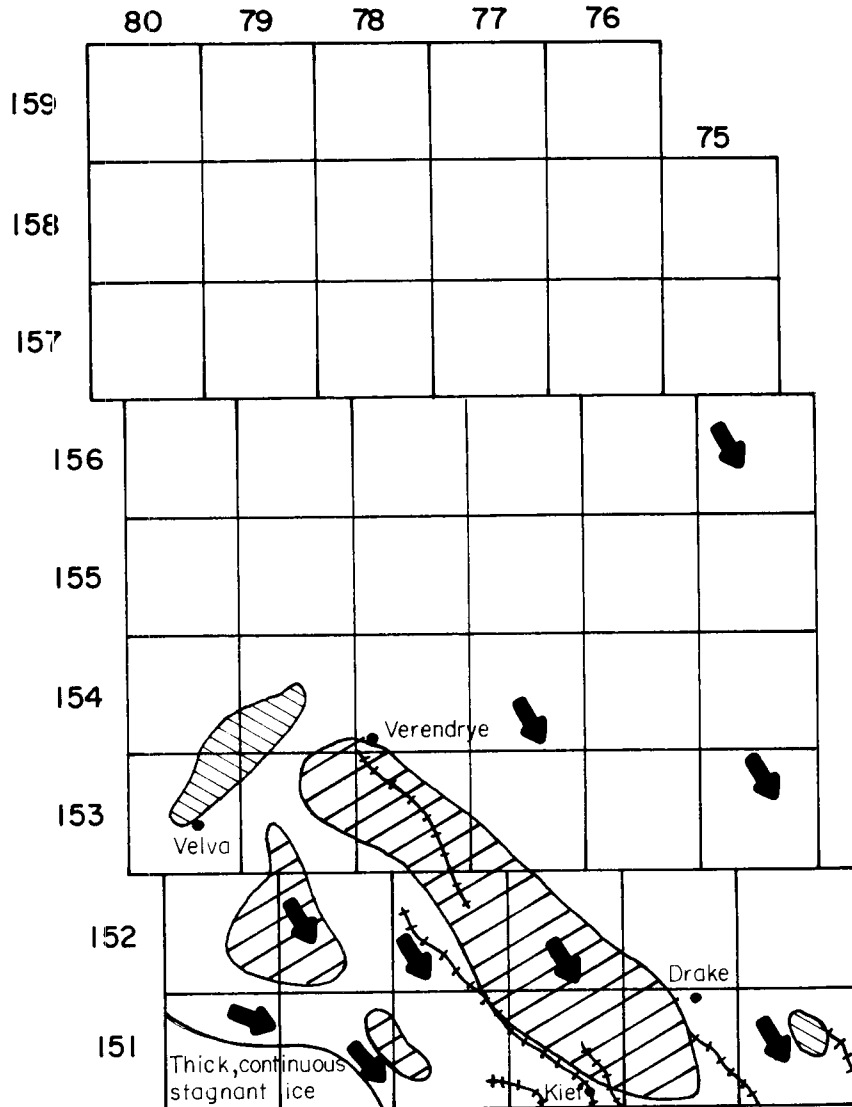 80 79 78 77 76
159
75
158
157
156
155
154
Verendrye
153
Velva
152
Drake
151
Thick, continuous
stagnant ice
Kief